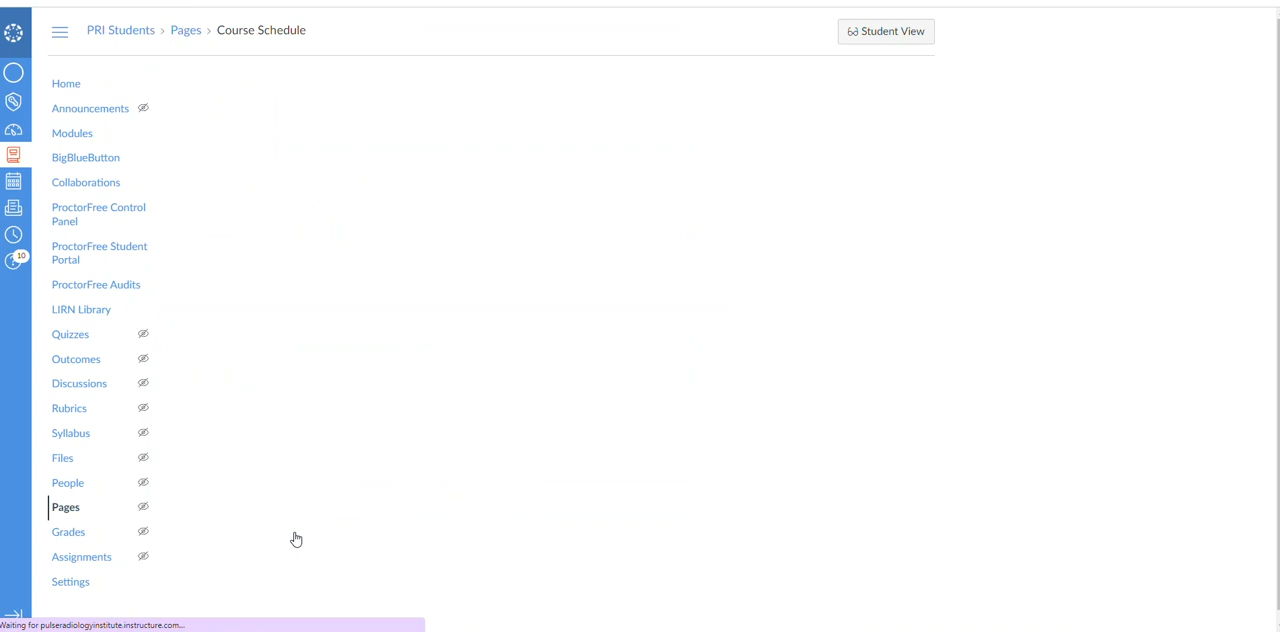 PRI Students › Pages › Course Schedule
Student View
Home
Announcements
Modules
BigBlueButton
Collaborations
ProctorFree Control
Panel
ProctorFree Student
Portal
ProctorFree Audits
LIRN Library
Quizzes
Outcomes
Discussions
Rubrics
Syllabus
Files
People
Pages
Grades
Assignments
Settings
10
Waiting for pulseradiologyinstitute.instructure.com...